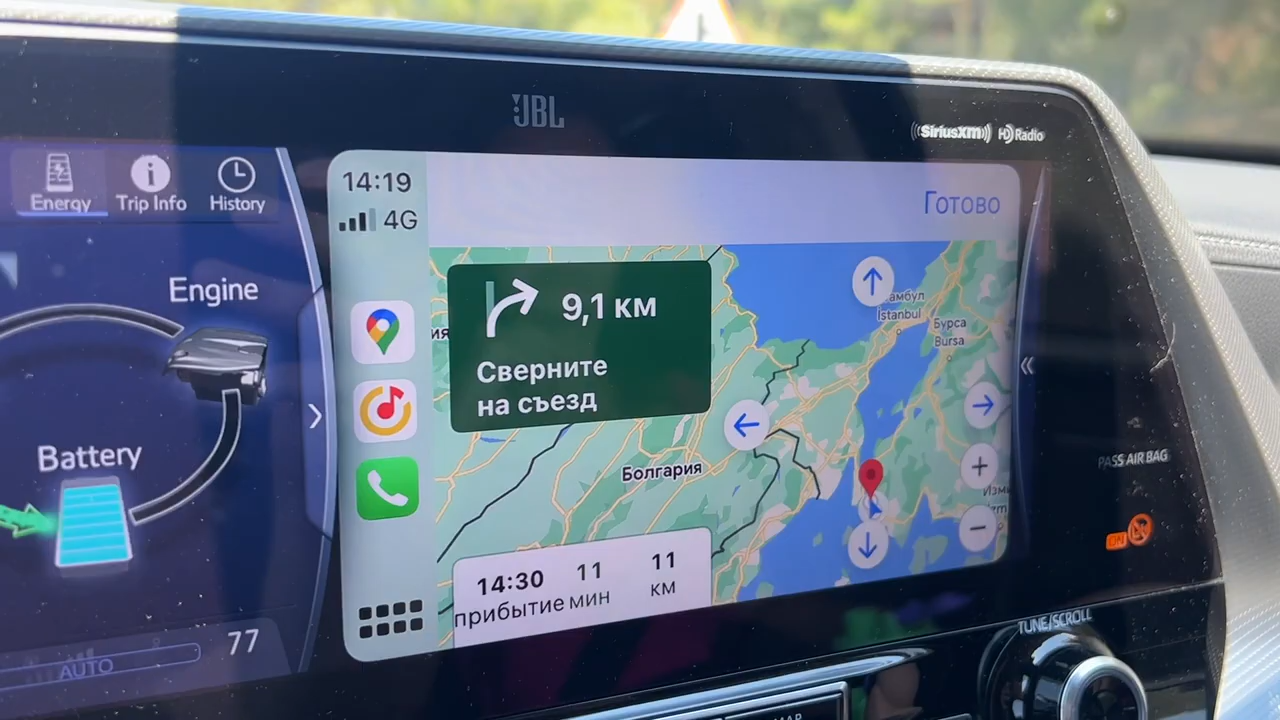 JBL
SiriusXM
HD Radio
Energy
Trip Info
History
14:19
4G
Готово
Engine
9,1 км
Сверните
на съезд
Istanbul
Бурса
Bursa
Battery
Болгария
PASS AIR BAG
ON
14:30 11 11
прибытие мин км
77
AUTO
TUNE/SCROLL